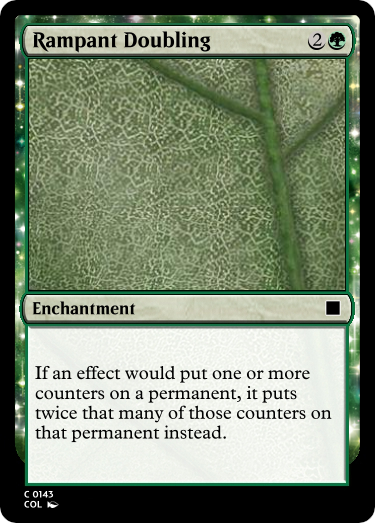 Rampant Doubling 2
Enchantment
If an effect would put one or more
counters on a permanent, it puts
twice that many of those counters on
that permanent instead.
C 0143
COL